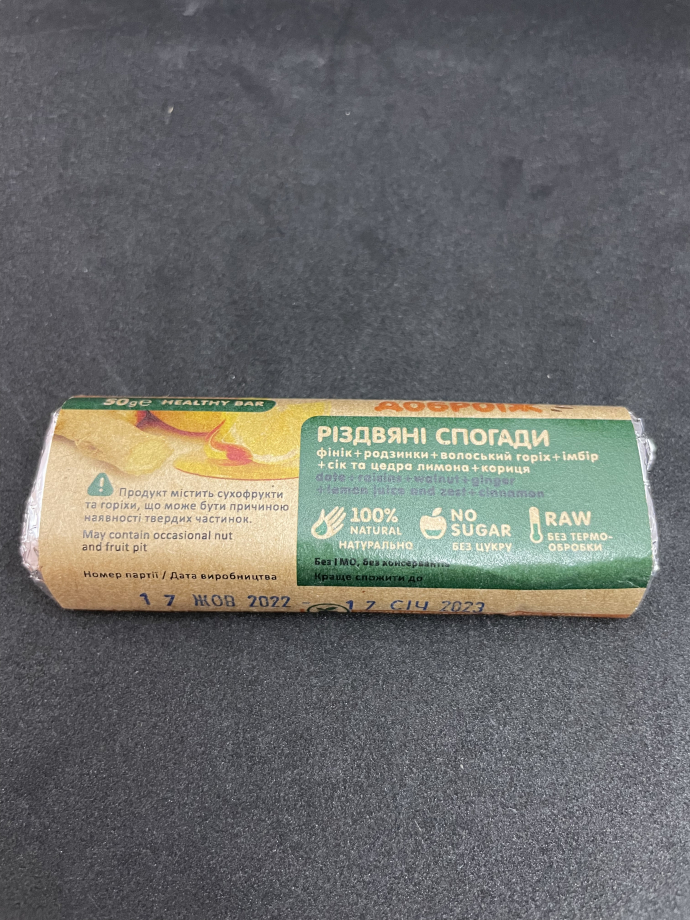 50g℮ HEALTHY BAR
ДОБРОЇЖ
РІЗДВЯНІ СПОГАДИ
фінік+родзинки+волоський горіх+імбір
+сік та цедра лимона+кориця
date+raisins+walnut+ginger
+lemon juice and zest+cinnamon
Продукт містить сухофрукти
та горіхи, що може бути причиною
наявності твердих частинок.
May contain occasional nut
and fruit pit
100%
NATURAL
НАТУРАЛЬНО
NO
SUGAR
БЕЗ ЦУКРУ
RAW
БЕЗ ТЕРМО-
ОБРОБКИ
Без ГМО, без консервантів
Номер партії / Дата виробництва
Краще спожити до
17 ЖОВ 2022
17 СІЧ 2023